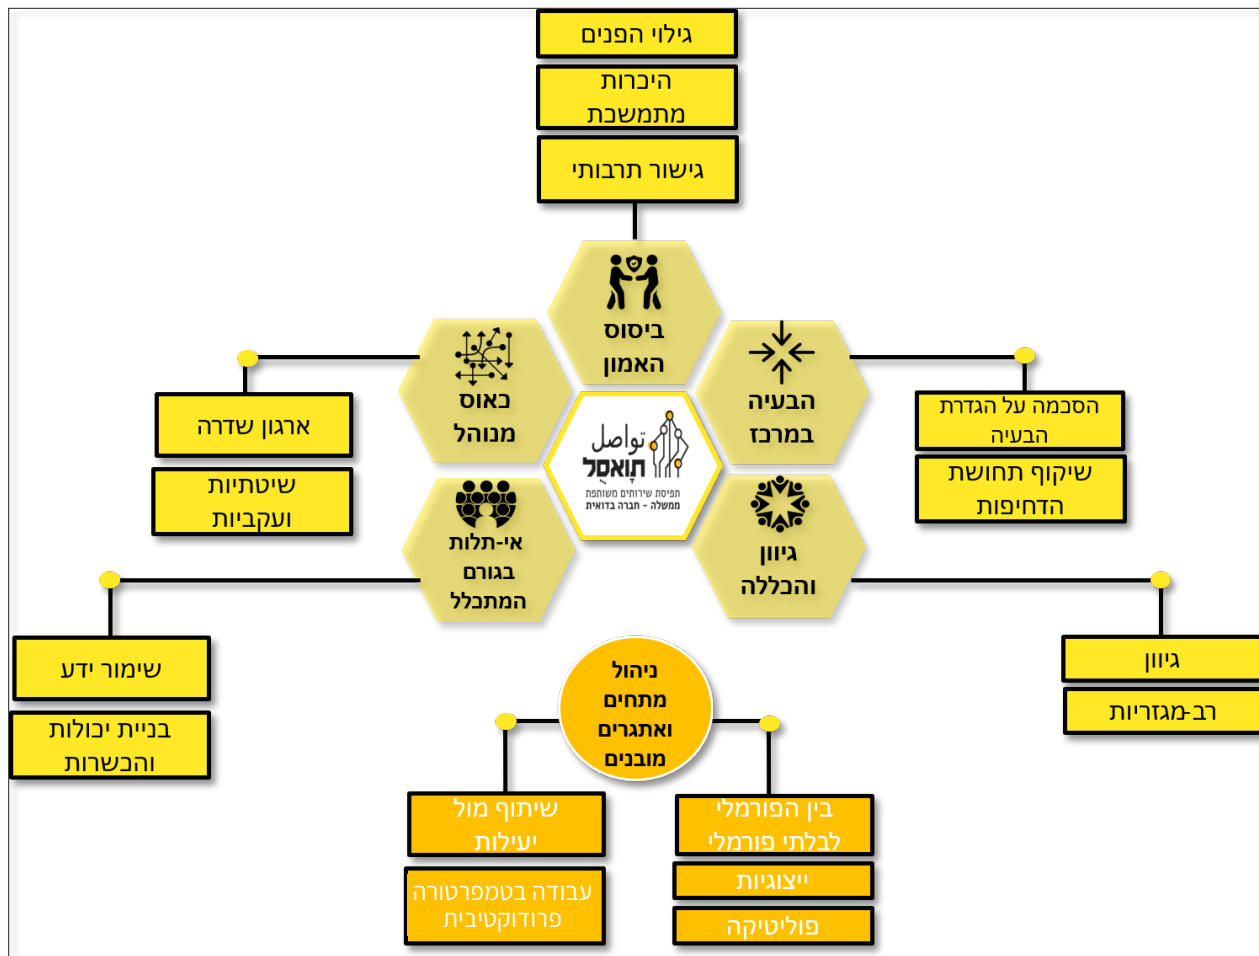 גילוי הפנים
היכרות
מתמשכת
גישור תרבותי
ביסוס
האמון
הבעיה
במרכז
הסכמה על הגדרת
הבעיה
שיקוף תחושת
הדחיפות
גיוון
והכללה
גיוון
רב-מגזריות
כאוס
מנוהל
ארגון שדרה
שיטתיות
ועקביות
אי-תלות
בגורם
המתכלל
שימור ידע
בניית יכולות
והכשרות
تواصل
תַוּאסֻל
תפיסת שירותים משותפת
ממשלה - חברה בדואית
ניהול
מתחים
ואתגרים
מובנים
בין הפורמלי
לבלתי פורמלי
ייצוגיות
פוליטיקה
שיתוף מול
יעילות
עבודה בטמפרטורה
פרודוקטיבית